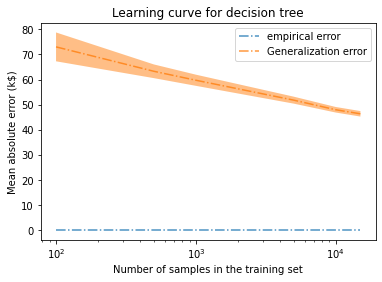 Learning curve for decision tree
empirical error
Generalization error
80
70
60
50
40
30
20
10
0
Mean absolute error (k$)
10²
10³
10⁴
Number of samples in the training set